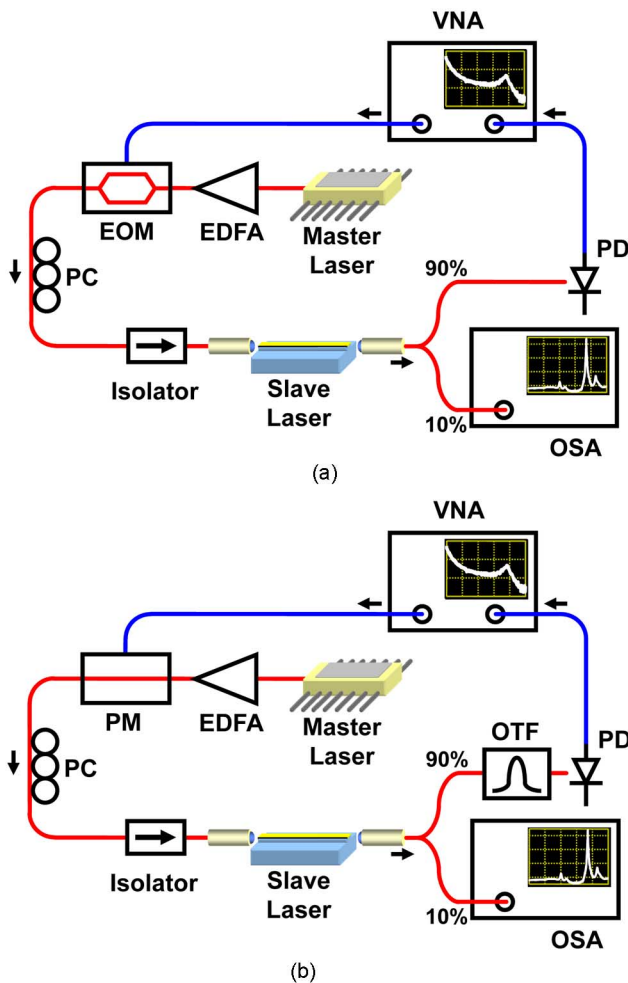 VNA
EOM
EDFA
Master
Laser
PC
90%
PD
Isolator
Slave
Laser
10%
OSA
(a)
VNA
PM
EDFA
Master
Laser
PC
90%
OTF
PD
Isolator
Slave
Laser
10%
OSA
(b)